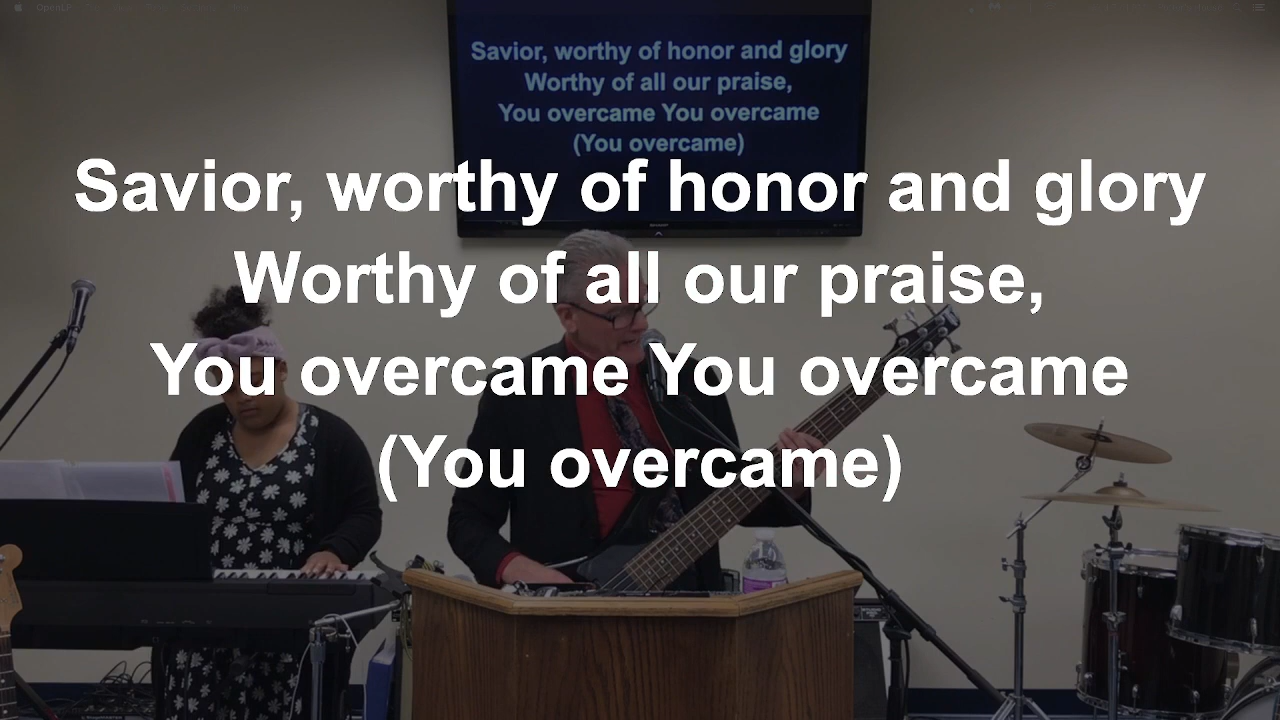 Savior, worthy of honor and glory
Worthy of all our praise,
You overcame You overcame
(You overcame)
Savior, worthy of honor and glory
Worthy of all our praise,
You overcame You overcame
(You overcame)